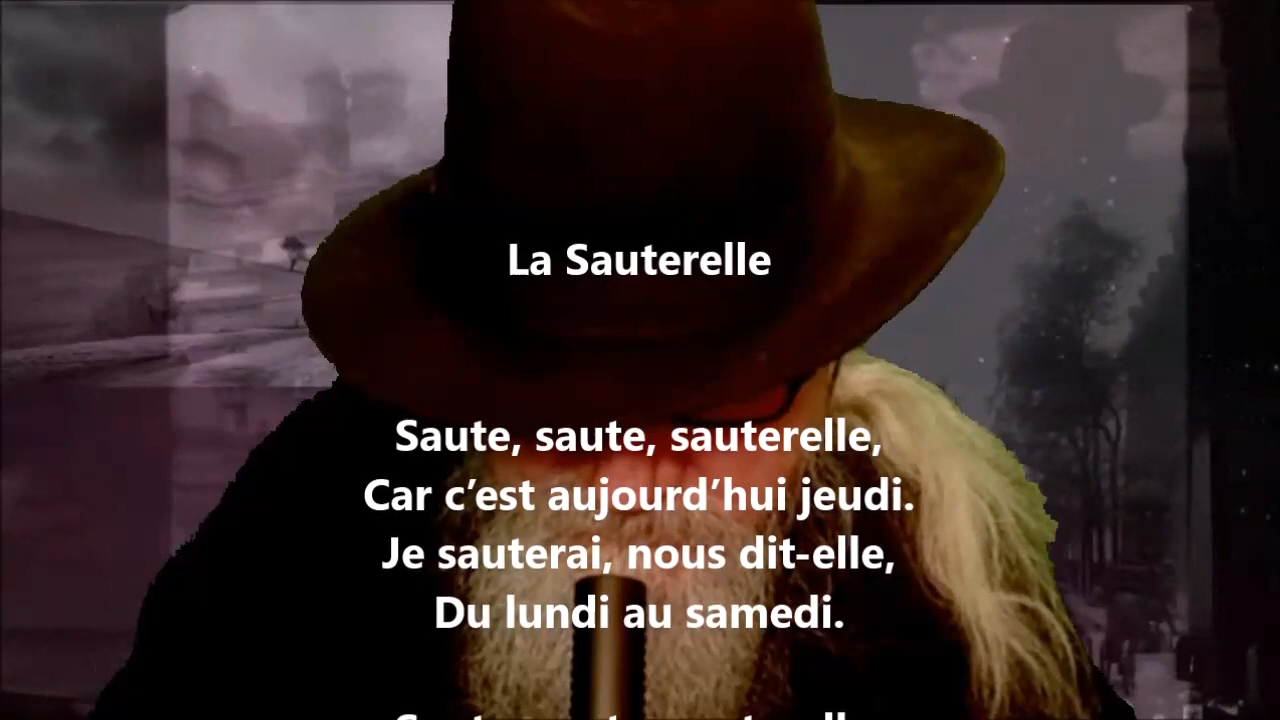 La Sauterelle
Saute, saute, sauterelle,
Car c’est aujourd’hui jeudi.
Je sauterai, nous dit-elle,
Du lundi au samedi.